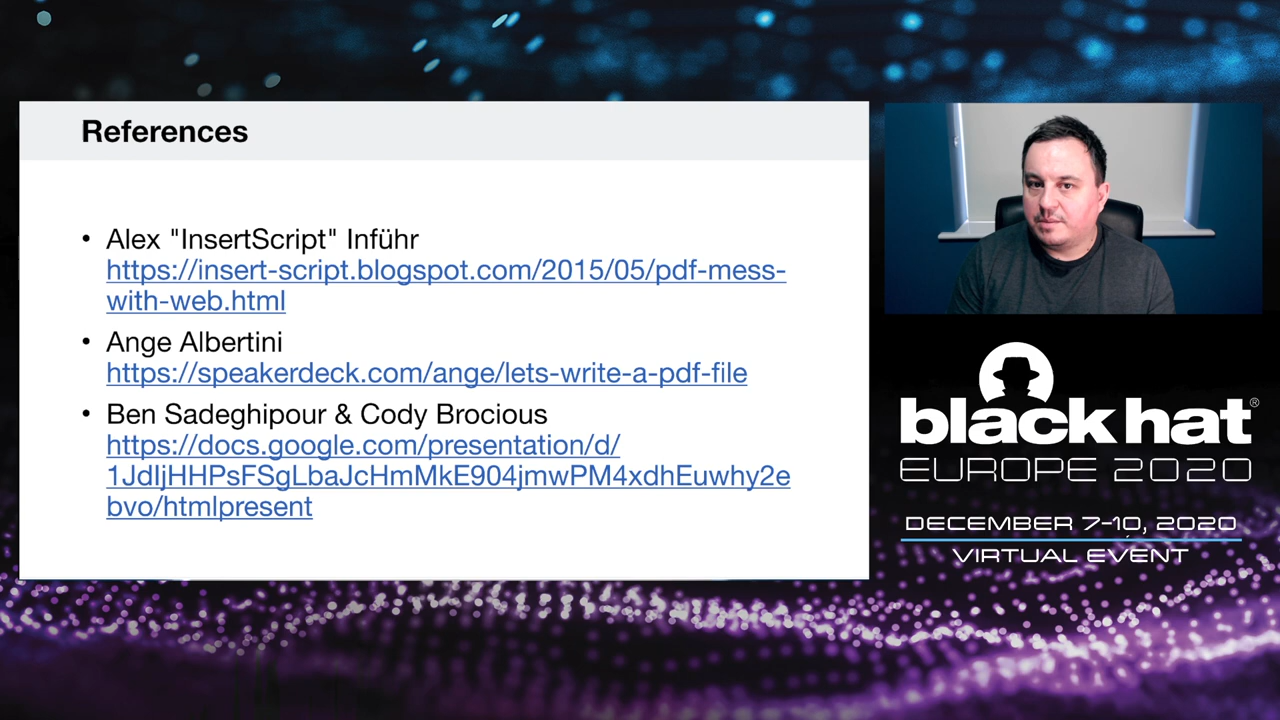 References
• Alex "InsertScript" Inführ
https://insert-script.blogspot.com/2015/05/pdf-mess-
with-web.html
• Ange Albertini
https://speakerdeck.com/ange/lets-write-a-pdf-file
• Ben Sadeghipour & Cody Brocious
https://docs.google.com/presentation/d/
1JdIjHHPsFSgLbaJcHmMkE904jmwPM4xdhEuwhy2e
bvo/htmlpresent
black hat®
EUROPE 2020
DECEMBER 7-10, 2020
VIRTUAL EVENT